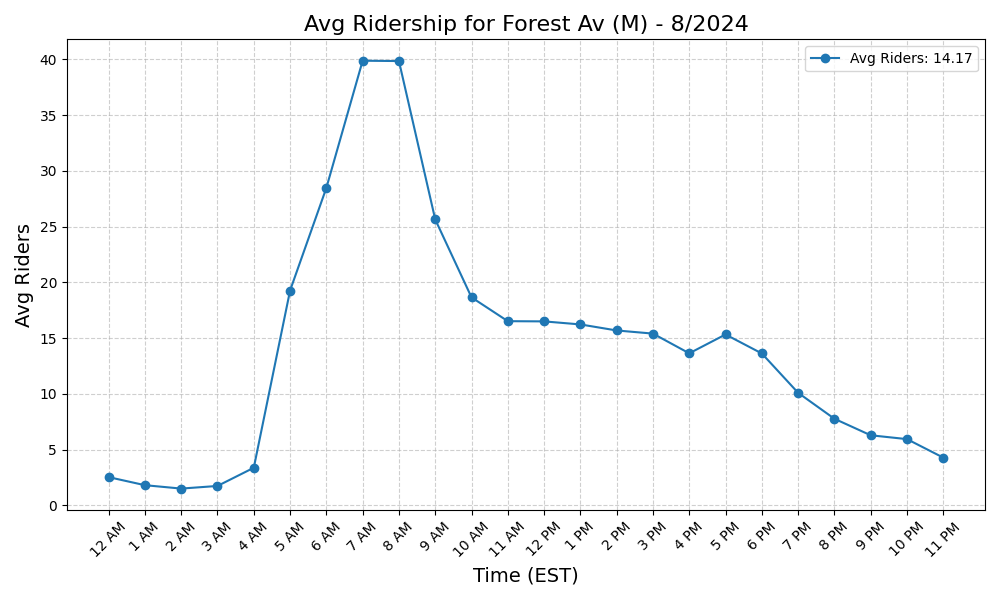 Avg Ridership for Forest Av (M) - 8/2024
Avg Riders: 14.17
Avg Riders
40
35
30
25
20
15
10
5
0
12 AM
1 AM
2 AM
3 AM
4 AM
5 AM
6 AM
7 AM
8 AM
9 AM
10 AM
11 AM
12 PM
1 PM
2 PM
3 PM
4 PM
5 PM
6 PM
7 PM
8 PM
9 PM
10 PM
11 PM
Time (EST)